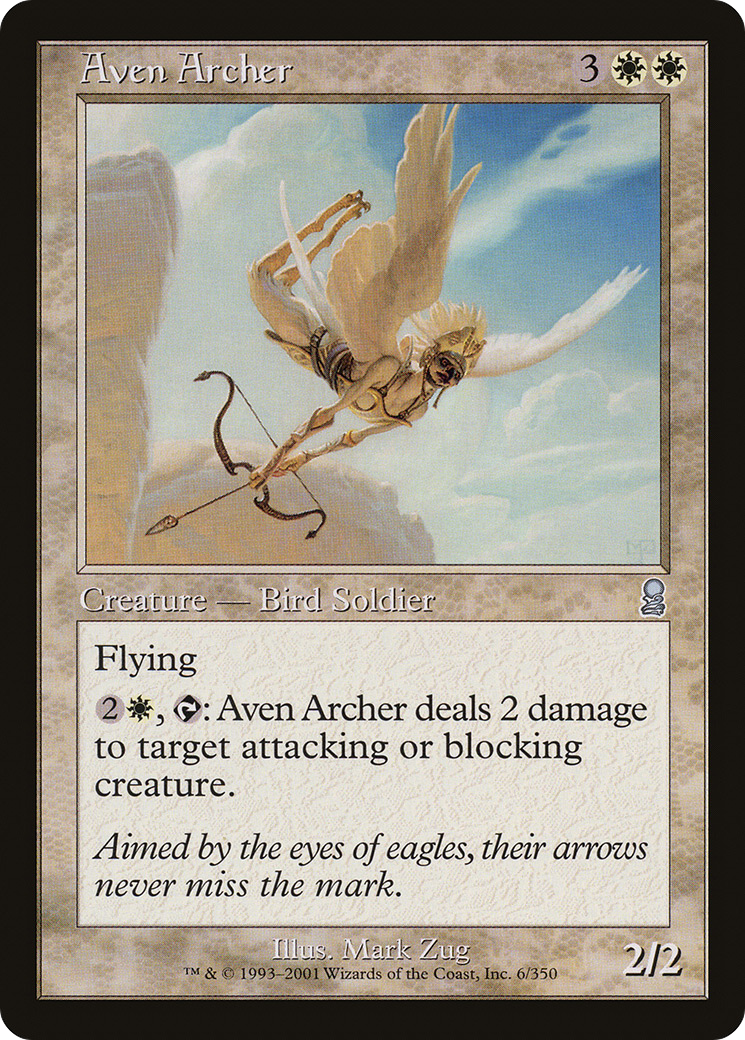 Aven Archer 3
Creature — Bird Soldier
Flying
2, : Aven Archer deals 2 damage
to target attacking or blocking
creature.
Aimed by the eyes of eagles, their arrows
never miss the mark.
Illus. Mark Zug
™ & © 1993–2001 Wizards of the Coast, Inc. 6/350
2/2